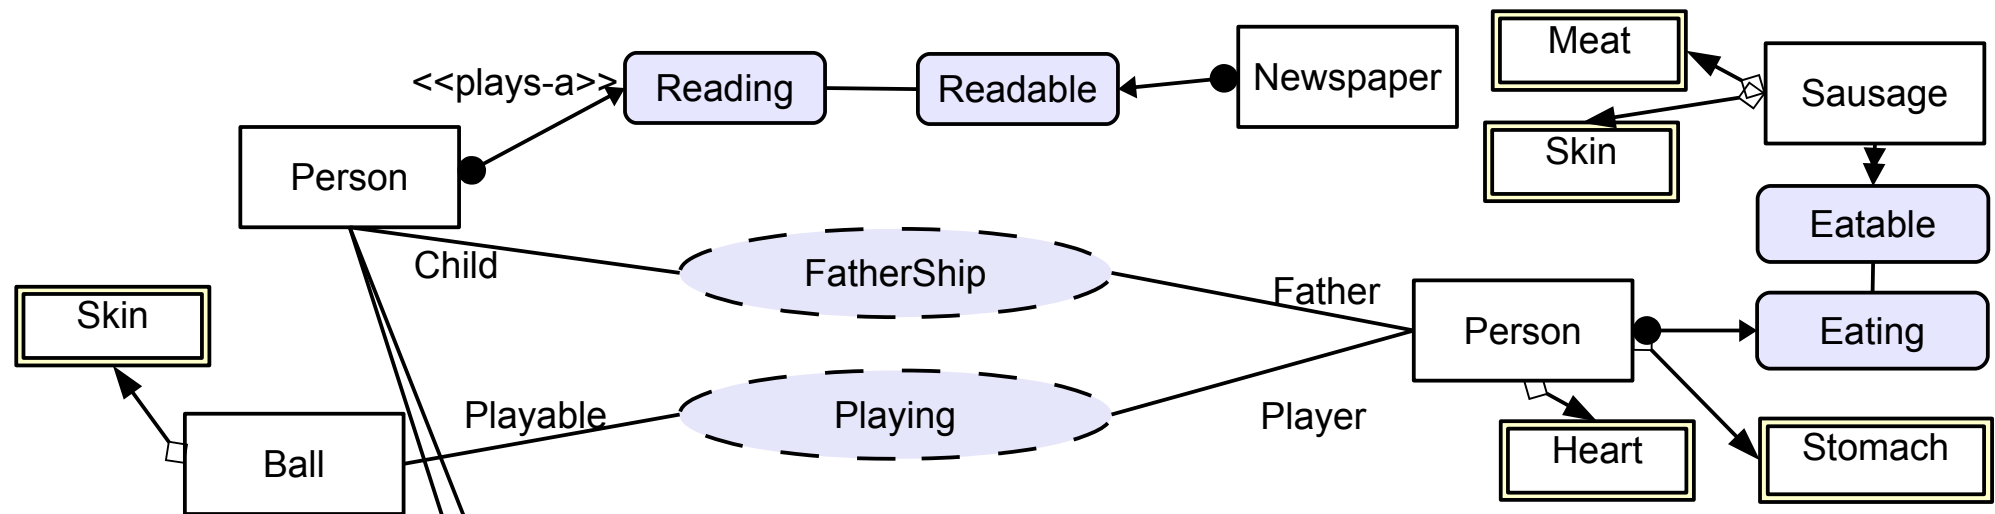 Meat
<<plays-a>>
Reading
Readable
Newspaper
Sausage
Skin
Person
Eatable
Child
FatherShip
Father
Skin
Person
Eating
Playable
Playing
Player
Ball
Heart
Stomach